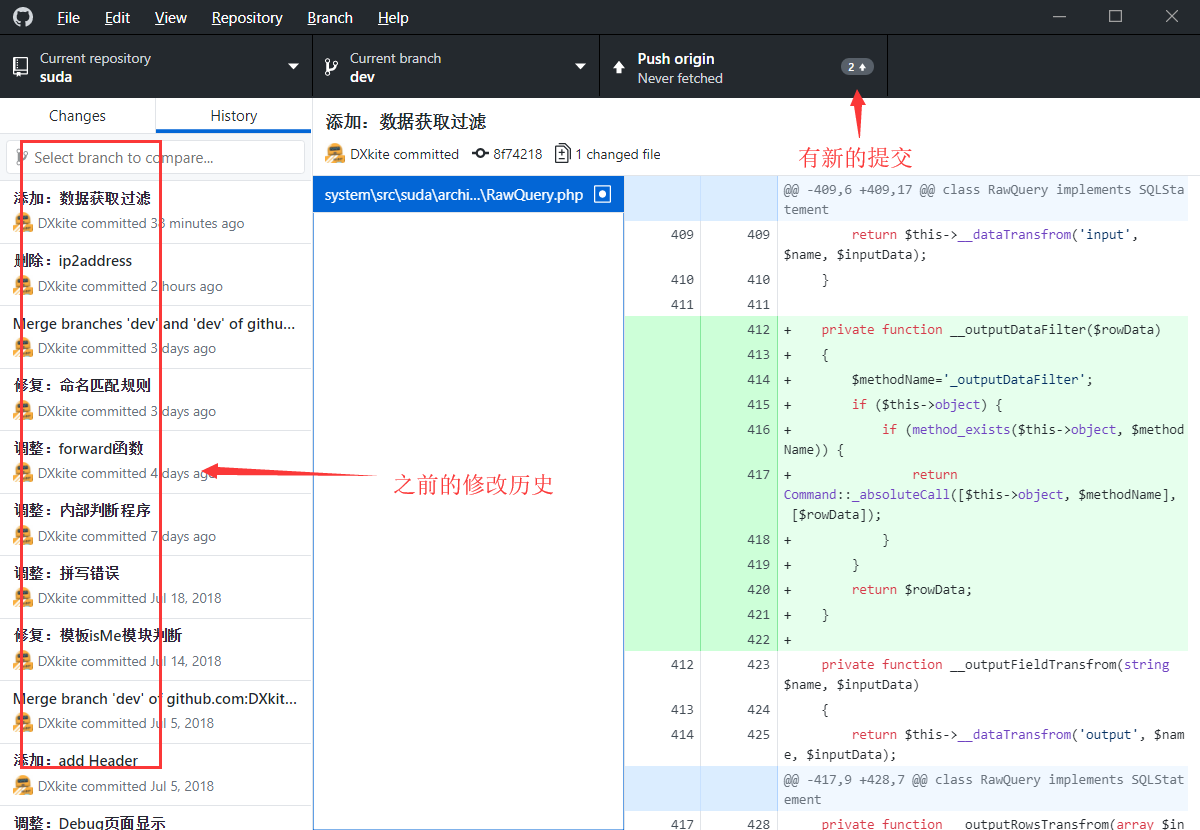 File Edit View Repository Branch Help
Current repository
suda
Current branch
dev
Push origin
Never fetched
2
Changes
History
Select branch to compare...
添加：数据获取过滤
DXkite committed 38 minutes ago
删除：ip2address
DXkite committed 2 hours ago
Merge branches 'dev' and 'dev' of githu...
DXkite committed 3 days ago
修复：命名匹配规则
DXkite committed 3 days ago
调整：forward函数
DXkite committed 4 days ago
调整：内部判断程序
DXkite committed 7 days ago
调整：拼写错误
DXkite committed Jul 18, 2018
修复：模板isMe模块判断
DXkite committed Jul 14, 2018
Merge branch 'dev' of github.com:DXkit...
DXkite committed Jul 5, 2018
添加：add Header
DXkite committed Jul 5, 2018
调整：Debug页面显示
添加：数据获取过滤
DXkite committed 8f74218 1 changed file
有新的提交
之前的修改历史
system\src\suda\archi...\RawQuery.php
@@ -409,6 +409,17 @@ class RawQuery implements SQLSta
tement
409 409 return $this->__dataTransfrom('input',
$name, $inputData);
410 410 }
411 411
412 + private function __outputDataFilter($rowData)
413 + {
414 + $methodName='_outputDataFilter';
415 + if ($this->object) {
416 + if (method_exists($this->object, $method
Name)) {
417 + return
Command::_absoluteCall([$this->object, $methodName],
[$rowData]);
418 + }
419 + }
420 + return $rowData;
421 + }
422 +
412 423 private function __outputFieldTransfrom(string
$name, $inputData)
413 424 {
414 425 return $this->__dataTransfrom('output', $nam
e, $inputData);
@@ -417,9 +428,7 @@ class RawQuery implements SQLStat
ement
417 428 private function __outputRowsTransfrom(array $in